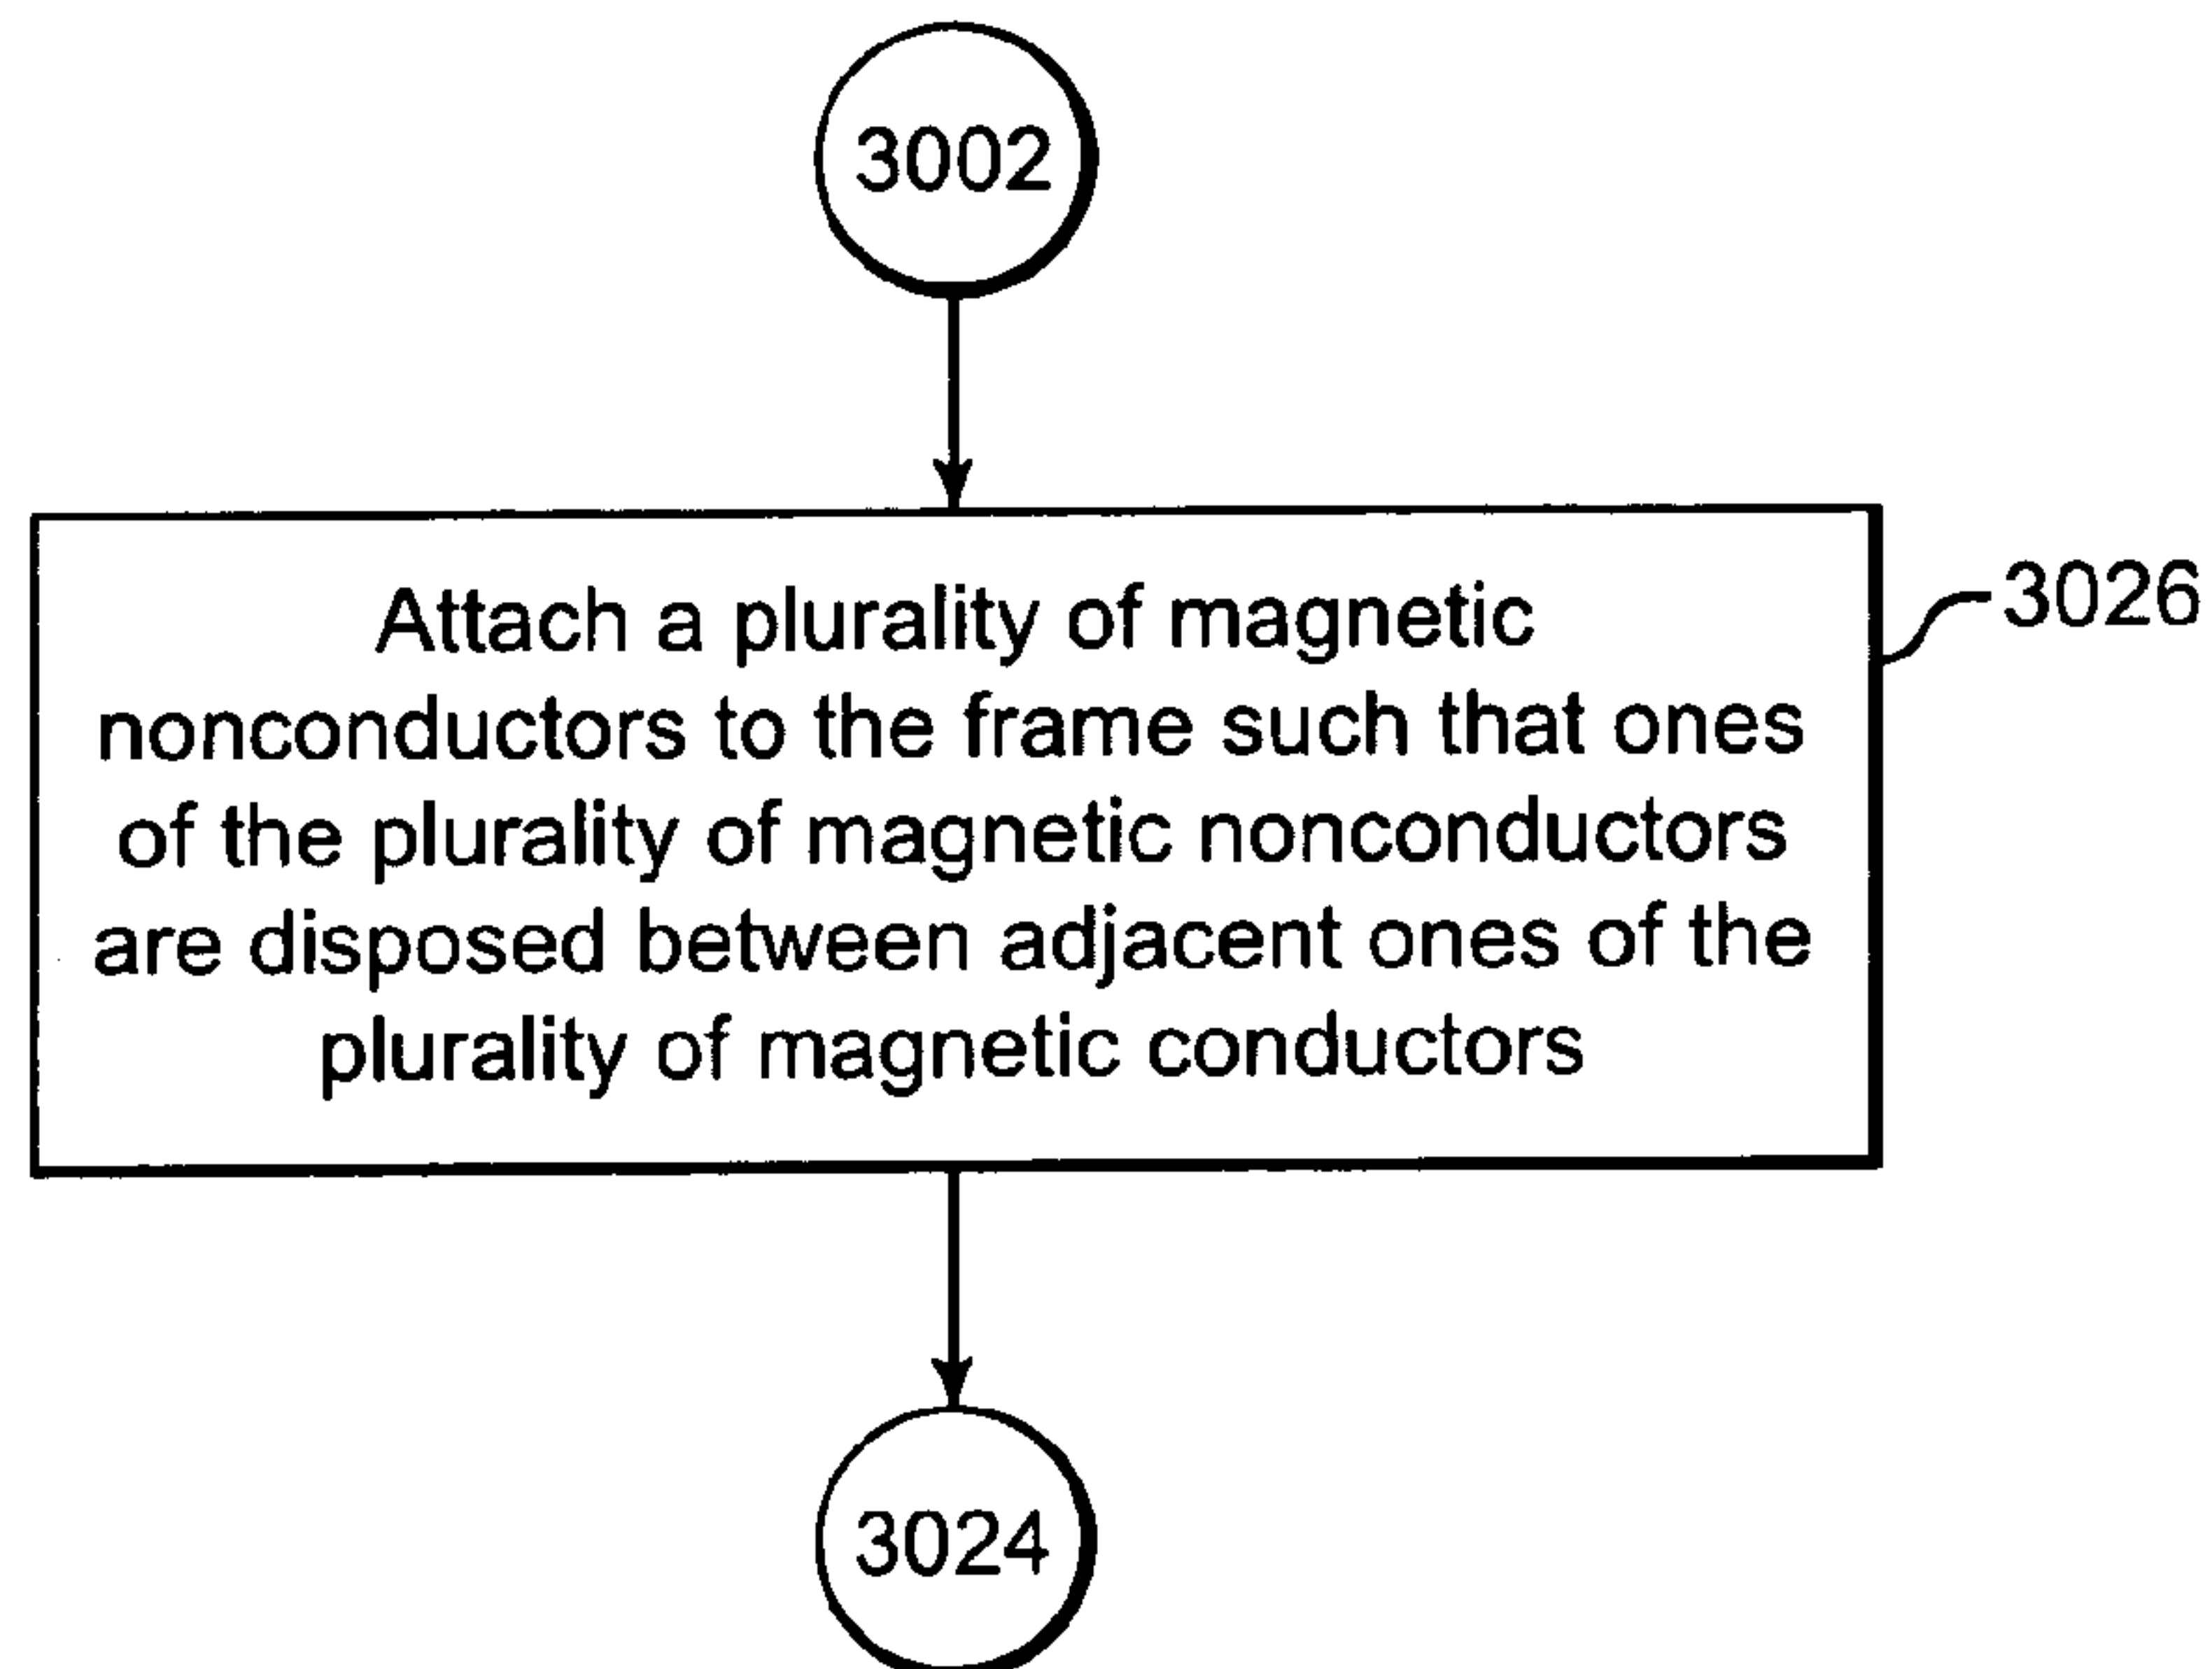 3002
Attach a plurality of magnetic
nonconductors to the frame such that ones
of the plurality of magnetic nonconductors
are disposed between adjacent ones of the
plurality of magnetic conductors
3026
3024